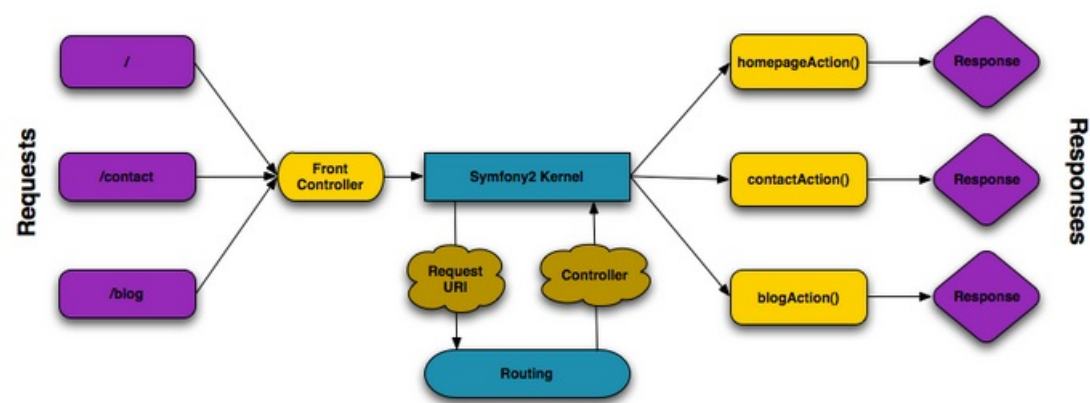 Requests
/
/contact
/blog
Front
Controller
Symfony2 Kernel
Request
URI
Controller
Routing
homepageAction()
contactAction()
blogAction()
Response
Response
Response
Responses